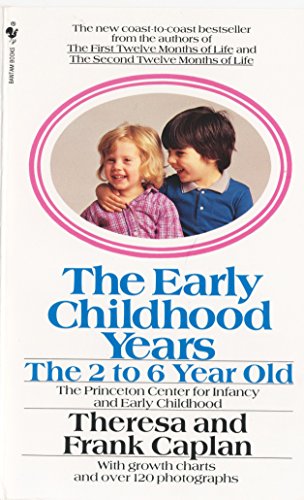 BANTAM BOOKS
The new coast-to-coast bestseller
from the authors of
The First Twelve Months of Life and
The Second Twelve Months of Life
The Early
Childhood
Years
The 2 to 6 Year Old
The Princeton Center for Infancy
and Early Childhood
Theresa and
Frank Caplan
With growth charts
and over 120 photographs